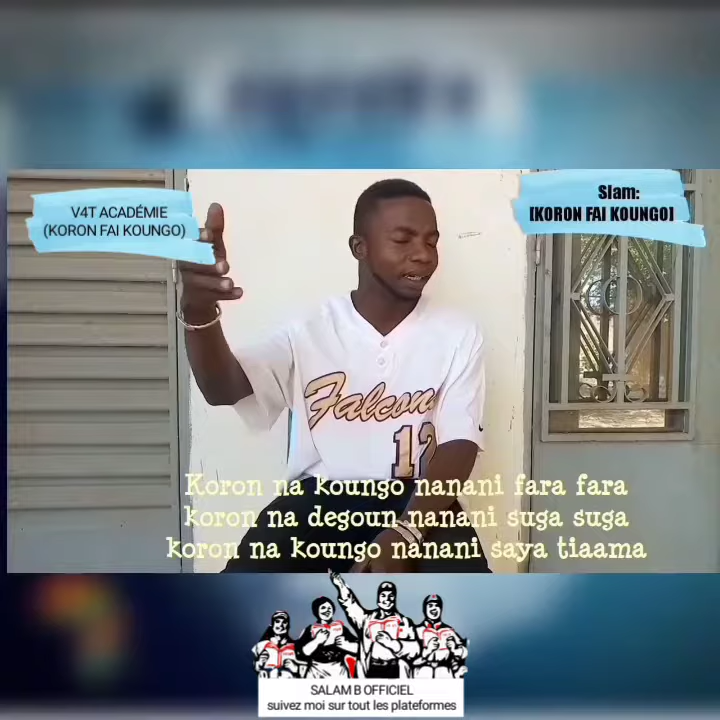 V4T ACADÉMIE
(KORON FAI KOUNGO)
Slam:
[KORON FAI KOUNGO]
Falcon
12
Koron na koungo nanani fara fara
koron na degoun nanani suga suga
koron na koungo nanani saya tiaama
SALAM B OFFICIEL
suivez moi sur tout les plateformes